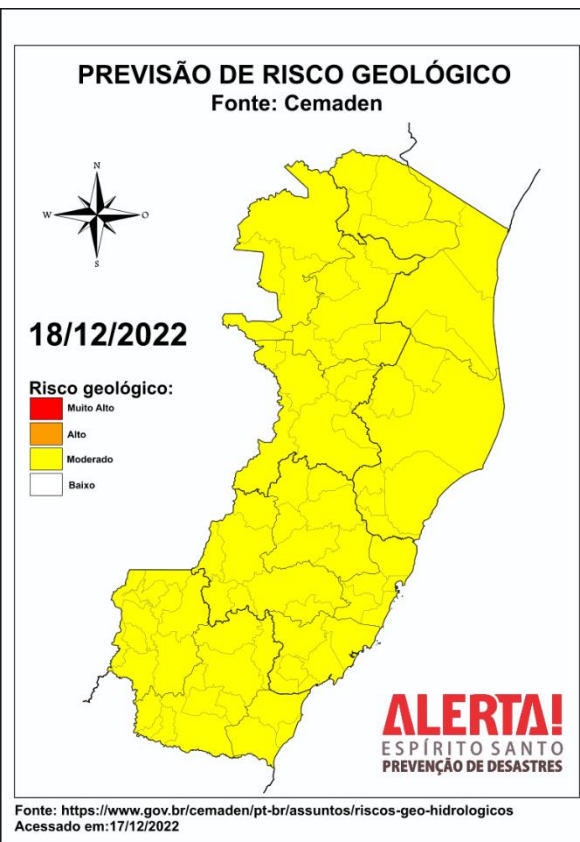 PREVISÃO DE RISCO GEOLÓGICO
Fonte: Cemaden
N
W
O
S
18/12/2022
Risco geológico:
Muito Alto
Alto
Moderado
Baixo
ALERTA!
ESPÍRITO SANTO
PREVENÇÃO DE DESASTRES
Fonte: https://www.gov.br/cemaden/pt-br/assuntos/riscos-geo-hidrologicos
Acessado em:17/12/2022